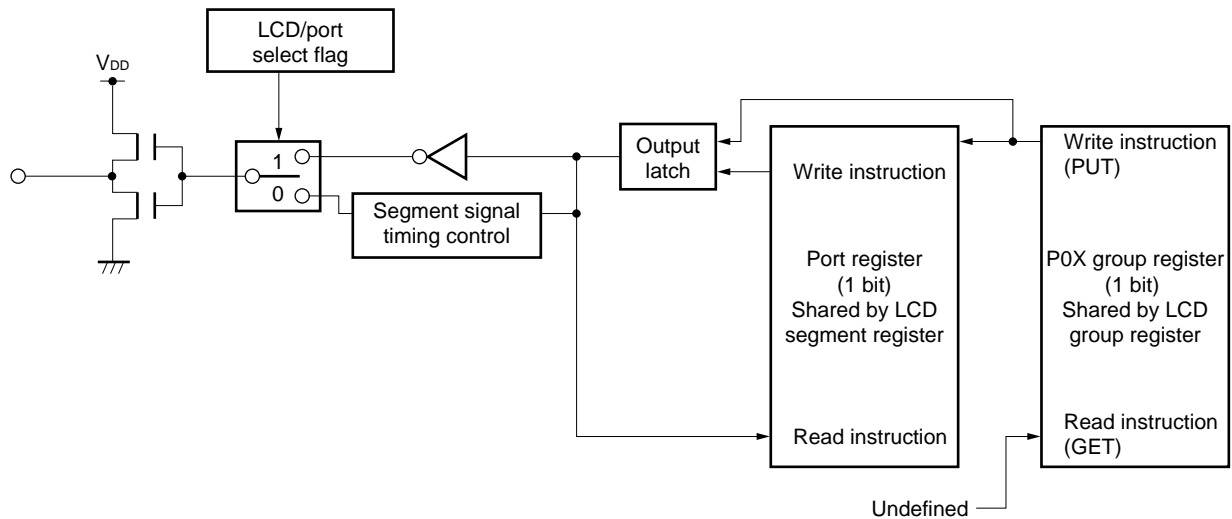 LCD/port
select flag
VDD
1
0
Segment signal
timing control
Output
latch
Write instruction
Port register
(1 bit)
Shared by LCD
segment register
Read instruction
Write instruction
(PUT)
P0X group register
(1 bit)
Shared by LCD
group register
Read instruction
(GET)
Undefined